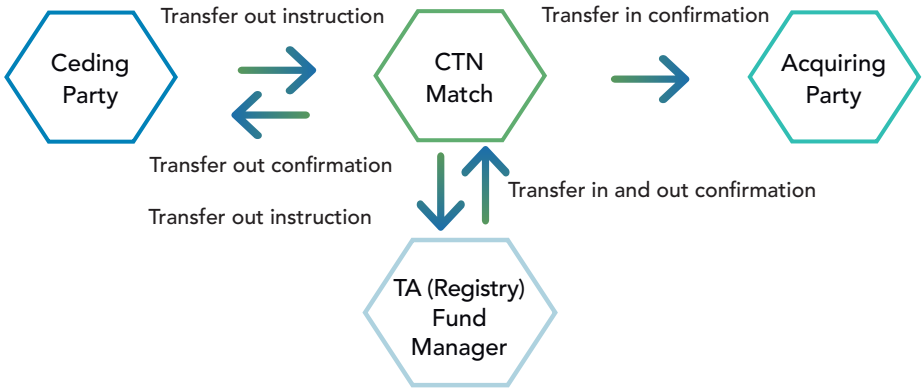 Transfer out instruction
Transfer in confirmation
Ceding
Party
CTN
Match
Acquiring
Party
Transfer out confirmation
Transfer out instruction
Transfer in and out confirmation
TA (Registry)
Fund
Manager